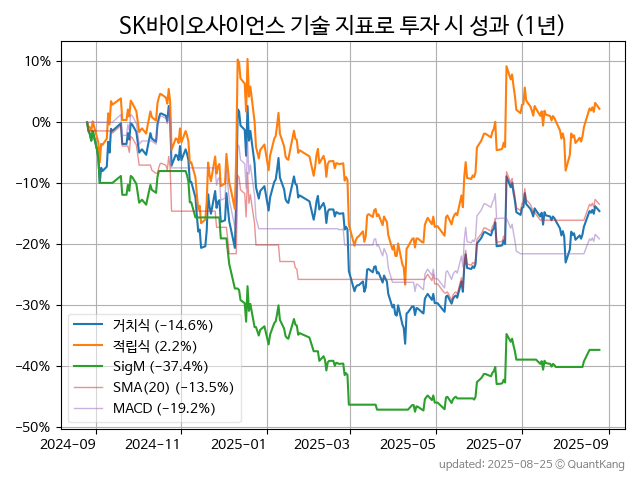 SK바이오사이언스 기술 지표로 투자 시 성과 (1년)
10%
0%
−10%
−20%
−30%
−40%
−50%
거치식 (−14.6%)
적립식 (2.2%)
SigM (−37.4%)
SMA(20) (−13.5%)
MACD (−19.2%)
2024-09 2024-11 2025-01 2025-03 2025-05 2025-07 2025-09
updated: 2025-08-25 © QuantKang